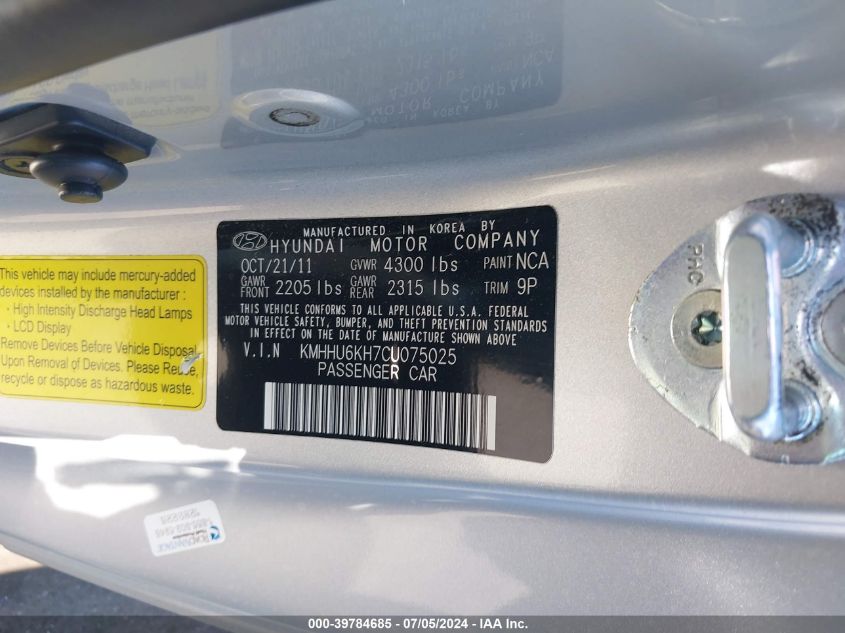 MANUFACTURED IN KOREA BY
HYUNDAI MOTOR COMPANY
OCT/21/11 GVWR 4300 lbs PAINT NCA
GAWR FRONT 2205 lbs GAWR REAR 2315 lbs TRIM 9P
THIS VEHICLE CONFORMS TO ALL APPLICABLE U.S.A. FEDERAL
MOTOR VEHICLE SAFETY, BUMPER, AND THEFT PREVENTION STANDARDS
IN EFFECT ON THE DATE OF MANUFACTURE SHOWN ABOVE.
V.I.N KMHHU6KH7CU075025
PASSENGER CAR
This vehicle may include mercury-added
devices installed by the manufacturer :
· High Intensity Discharge Head Lamps
· LCD Display
Remove Devices Before Vehicle Disposal
Upon Removal of Devices, Please Reuse,
recycle or dispose as hazardous waste.
PHC
000-39784685 - 07/05/2024 - IAAI Inc.